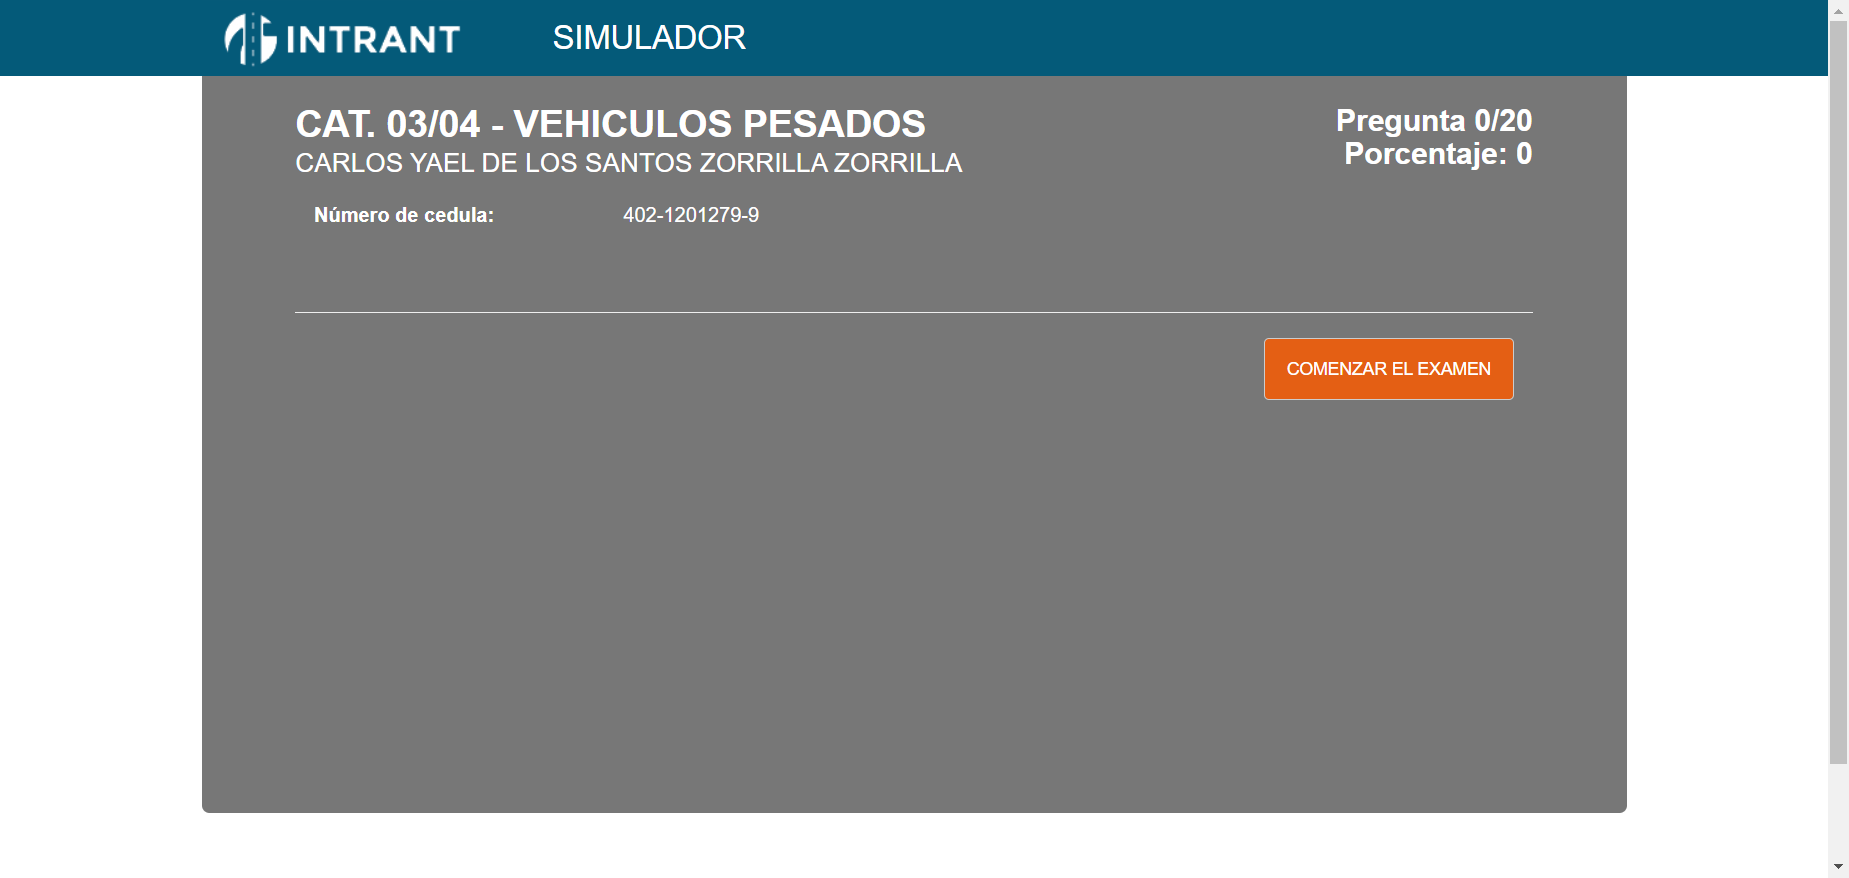 INTRANT
SIMULADOR
CAT. 03/04 - VEHICULOS PESADOS
CARLOS YAEL DE LOS SANTOS ZORRILLA ZORRILLA
Pregunta 0/20
Porcentaje: 0
Número de cedula: 402-1201279-9
COMENZAR EL EXAMEN